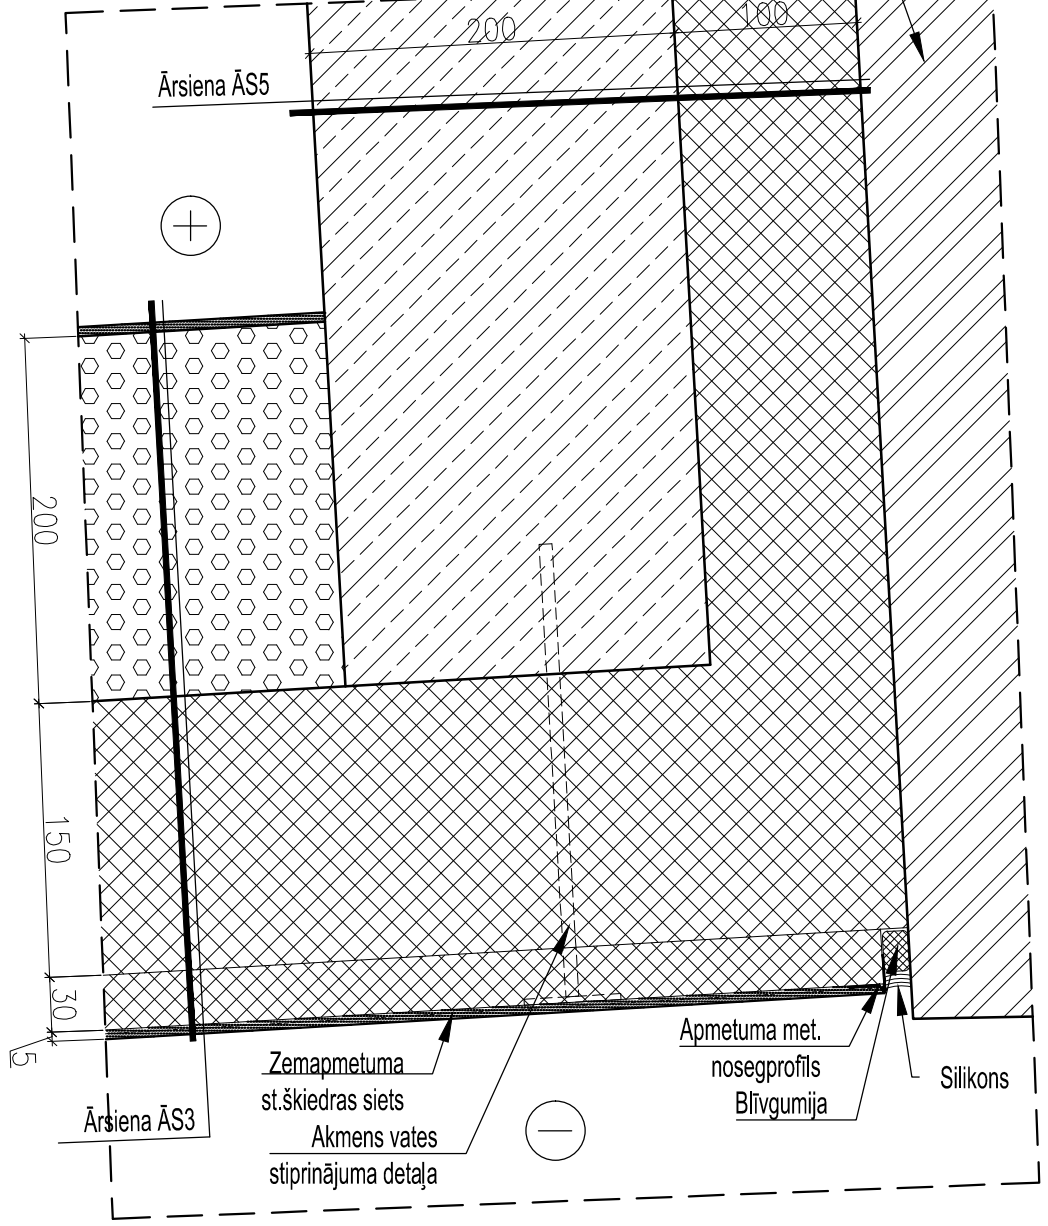 200
100
Ārsiena ĀS5
200
150
30
5
Zemapmetuma
st.šķiedras siets
Akmens vates
stiprinājuma detaļa
Ārsiena ĀS3
Apmetuma met.
nosegprofīls
Blīvgumija
Silikons